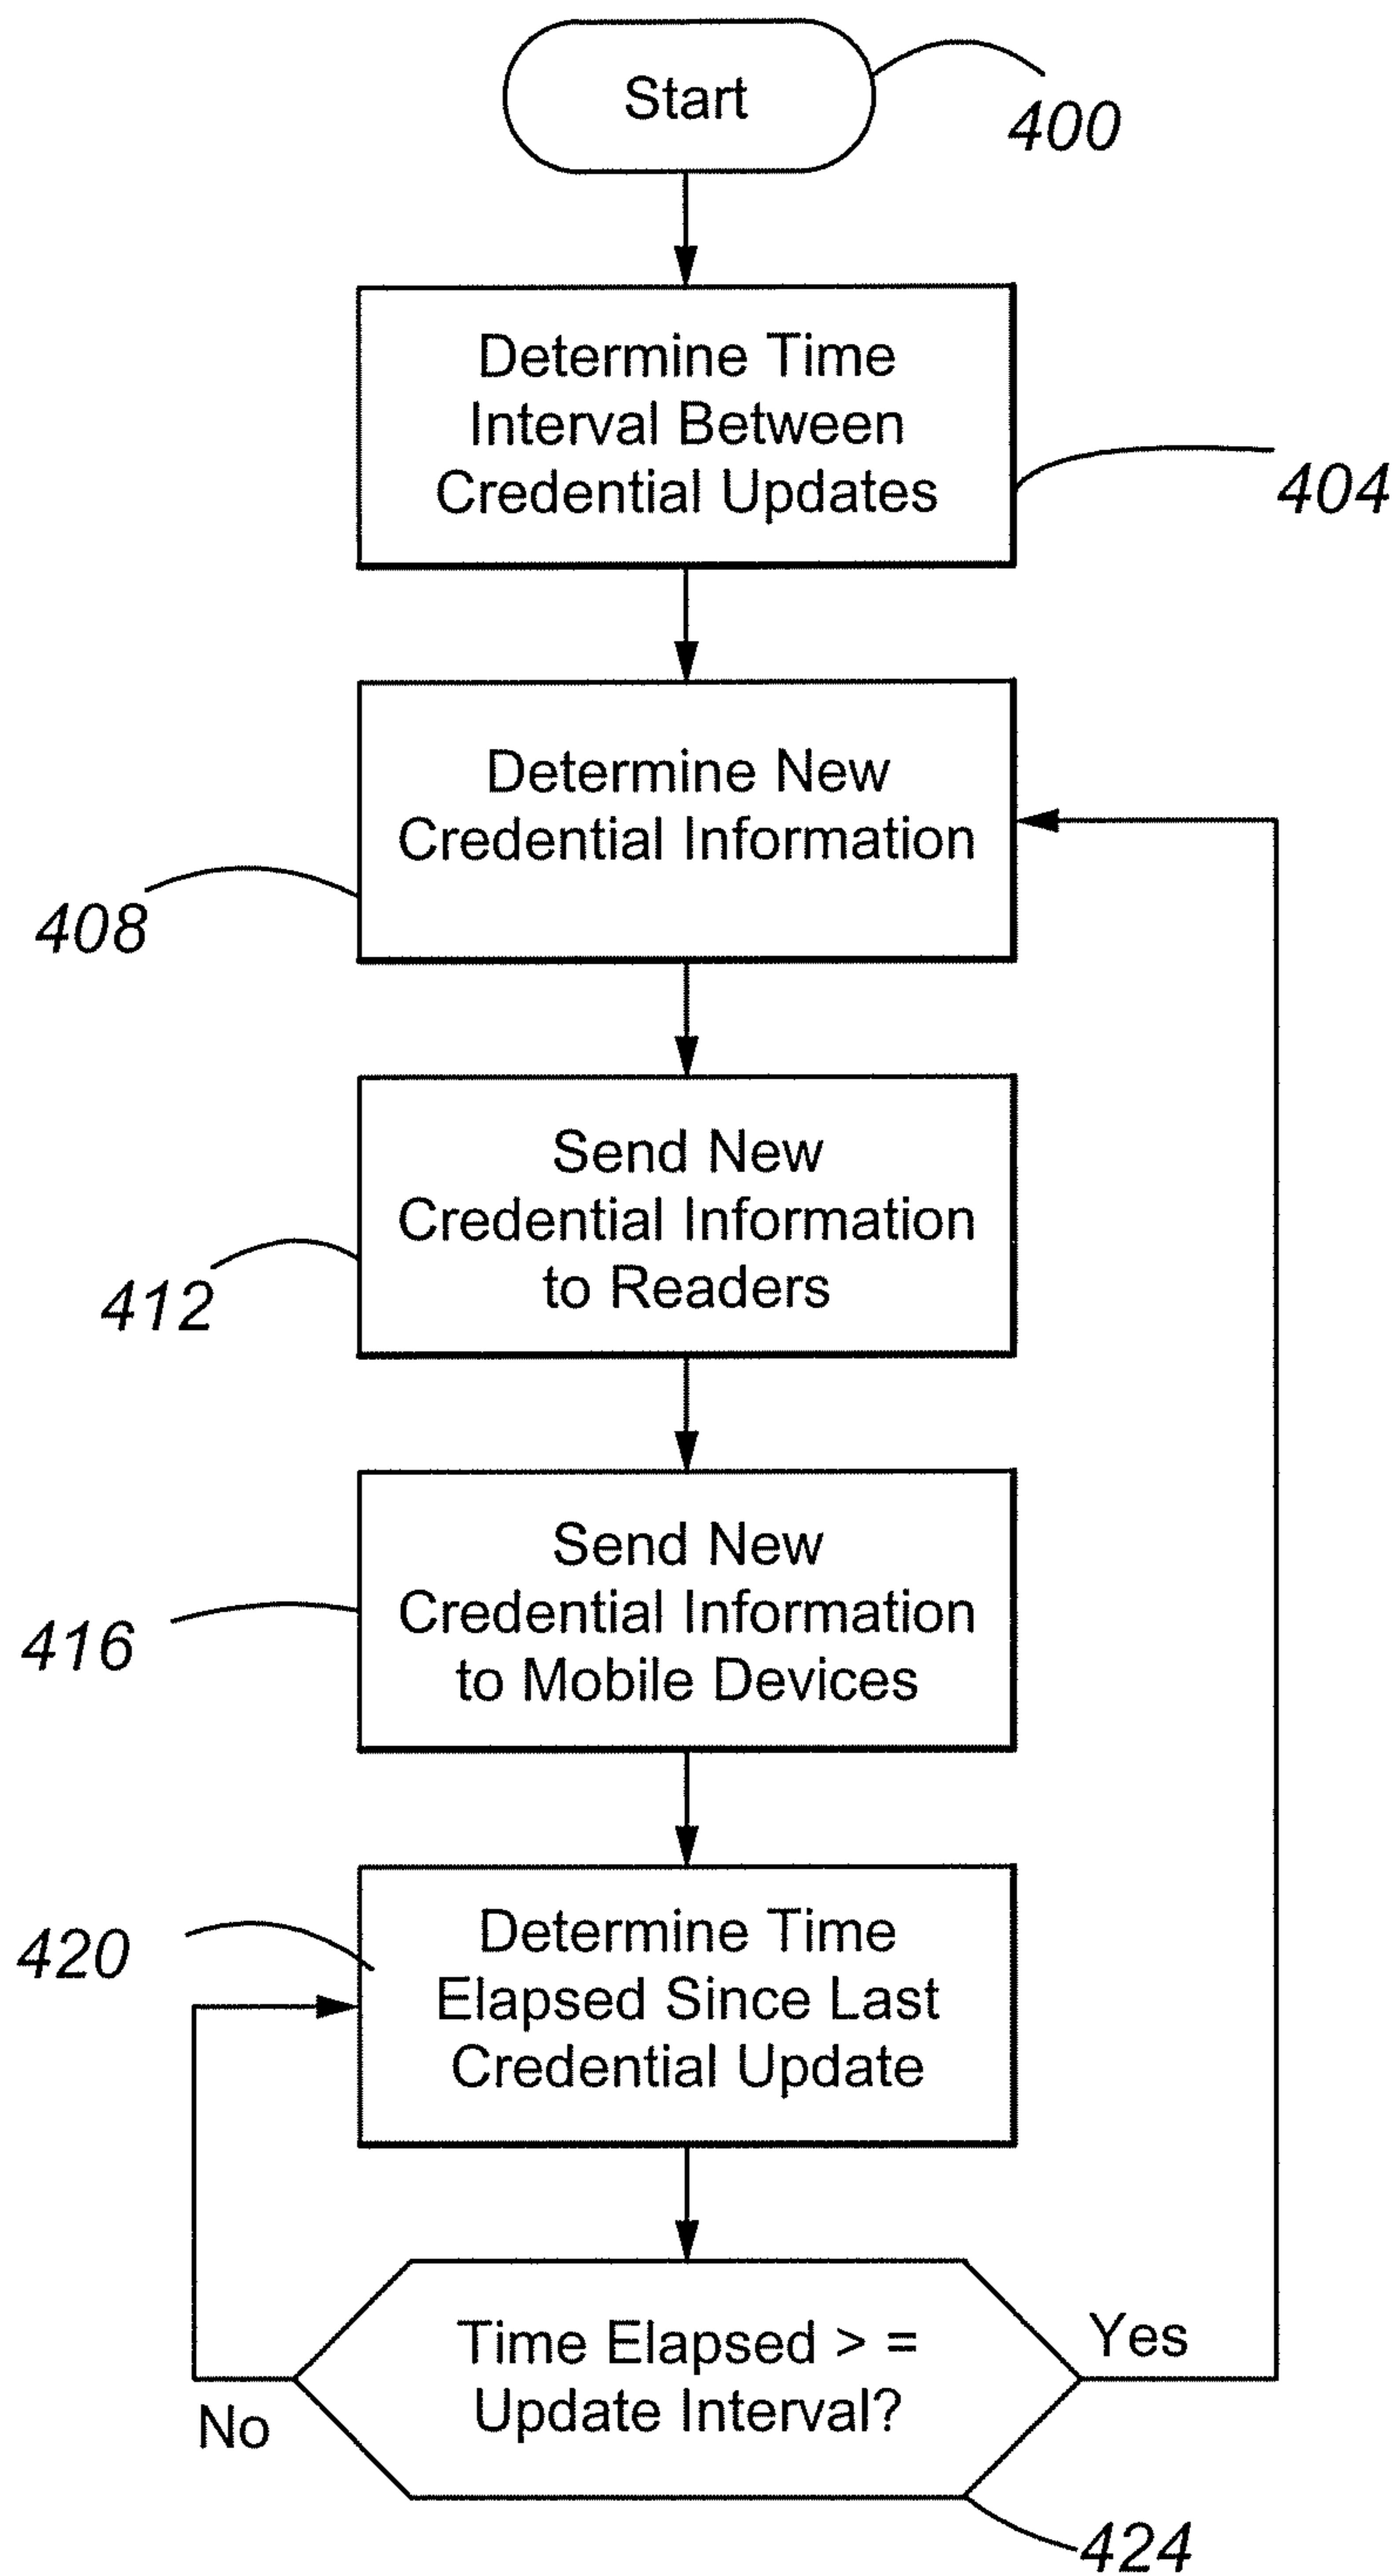 Start
400
Determine Time
Interval Between
Credential Updates
404
Determine New
Credential Information
408
Send New
Credential Information
to Readers
412
Send New
Credential Information
to Mobile Devices
416
Determine Time
Elapsed Since Last
Credential Update
420
Time Elapsed > =
Update Interval?
Yes
No
424